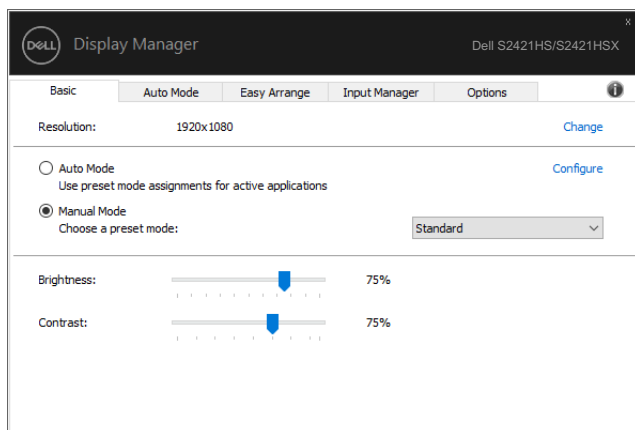 DELL Display Manager Dell S2421HS/S2421HSX
x
Basic Auto Mode Easy Arrange Input Manager Options i
Resolution: 1920x1080 Change
Auto Mode Configure
Use preset mode assignments for active applications
Manual Mode
Choose a preset mode: Standard
Brightness: 75%
Contrast: 75%